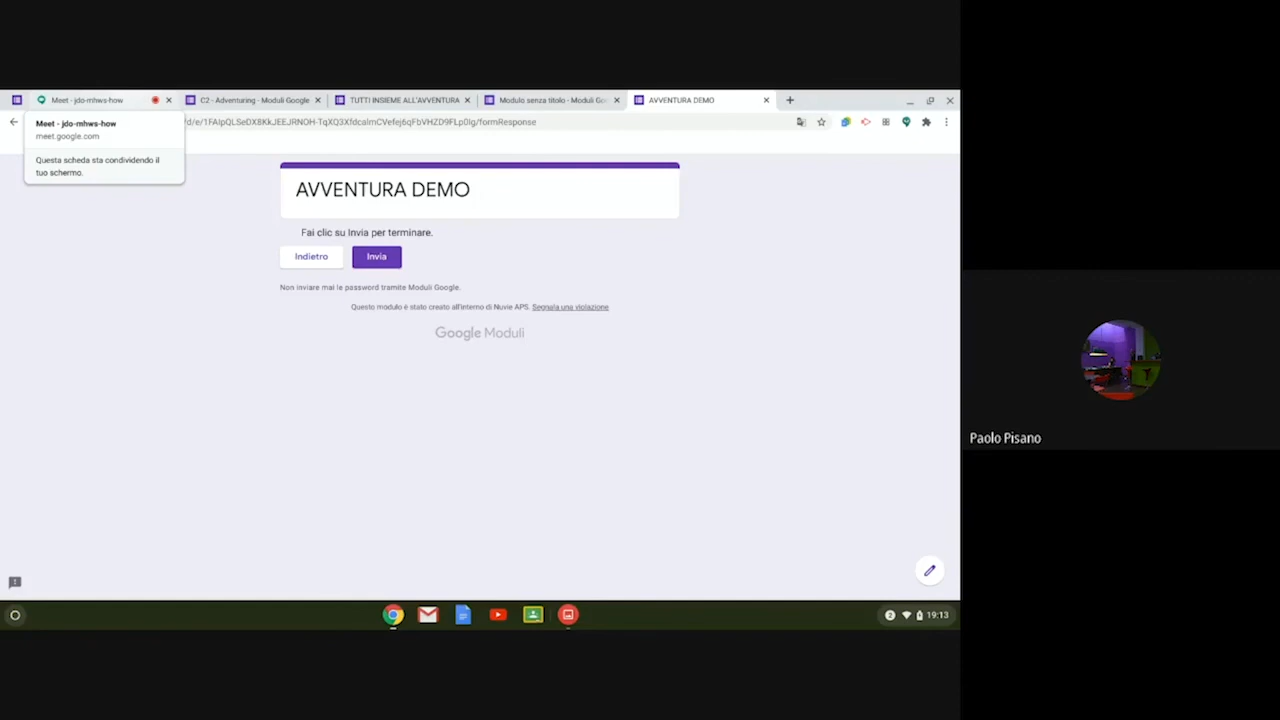 Meet - jdo-mhws-how
C2 - Adventuring - Moduli Google
TUTTI INSIEME ALL'AVVENTURA
Modulo senza titolo - Moduli Go
AVVENTURA DEMO
Meet - jdo-mhws-how
meet.google.com
Questa scheda sta condividendo il
tuo schermo.
AVVENTURA DEMO
Fai clic su Invia per terminare.
Indietro
Invia
Non inviare mai le password tramite Moduli Google.
Questo modulo è stato creato all'interno di Nuvie APS. Segnala una violazione
Google Moduli
Paolo Pisano
2
19:13